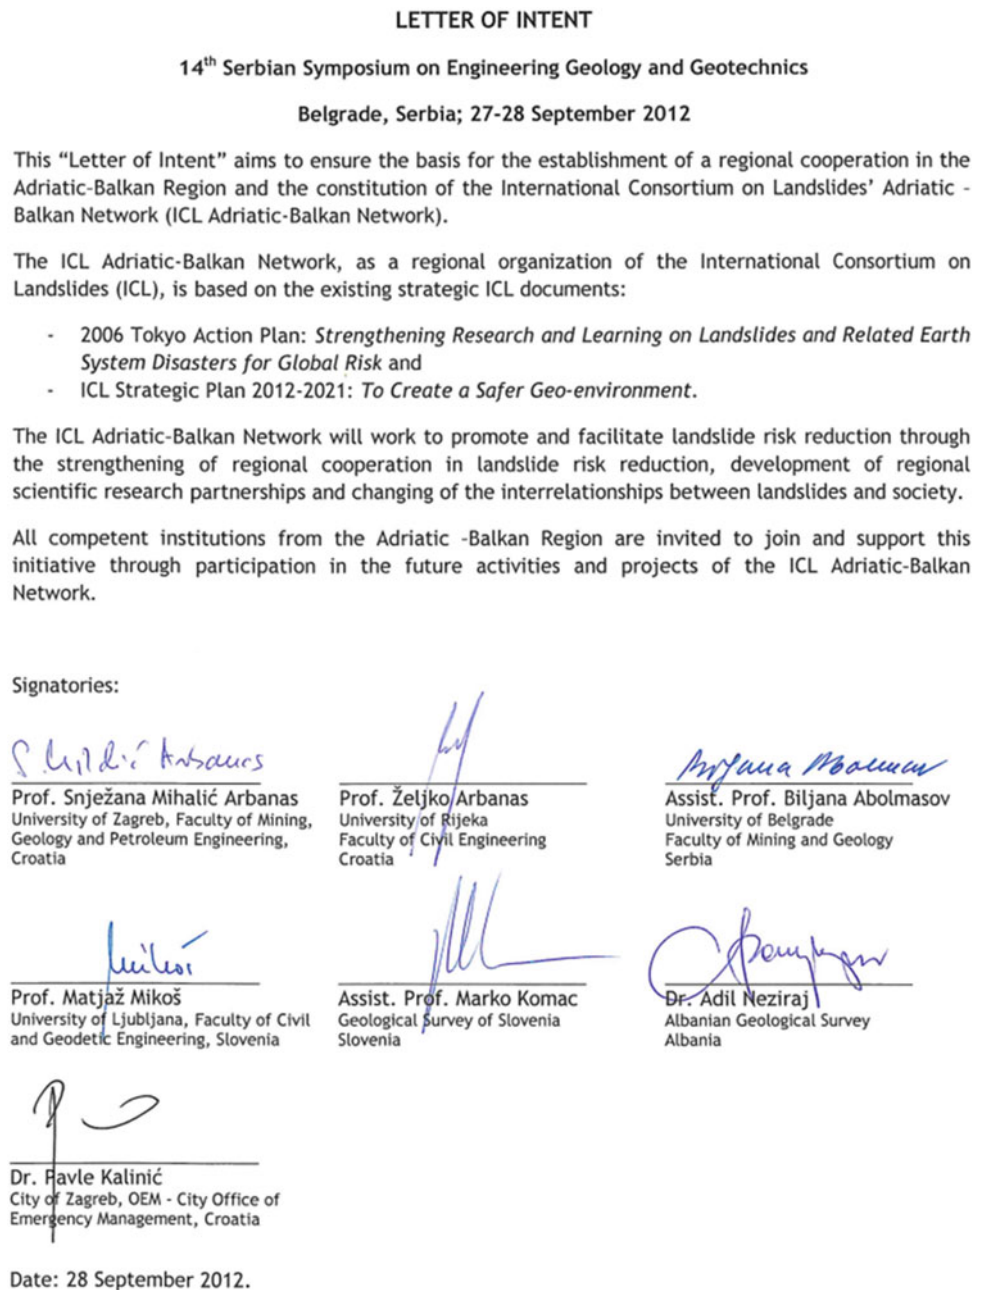 LETTER OF INTENT
14th Serbian Symposium on Engineering Geology and Geotechnics
Belgrade, Serbia; 27-28 September 2012
This “Letter of Intent” aims to ensure the basis for the establishment of a regional cooperation in the
Adriatic-Balkan Region and the constitution of the International Consortium on Landslides’ Adriatic -
Balkan Network (ICL Adriatic-Balkan Network).
The ICL Adriatic-Balkan Network, as a regional organization of the International Consortium on
Landslides (ICL), is based on the existing strategic ICL documents:
- 2006 Tokyo Action Plan: Strengthening Research and Learning on Landslides and Related Earth
System Disasters for Global Risk and
- ICL Strategic Plan 2012-2021: To Create a Safer Geo-environment.
The ICL Adriatic-Balkan Network will work to promote and facilitate landslide risk reduction through
the strengthening of regional cooperation in landslide risk reduction, development of regional
scientific research partnerships and changing of the interrelationships between landslides and society.
All competent institutions from the Adriatic -Balkan Region are invited to join and support this
initiative through participation in the future activities and projects of the ICL Adriatic-Balkan
Network.
Signatories:
Prof. Snježana Mihalić Arbanas
University of Zagreb, Faculty of Mining,
Geology and Petroleum Engineering,
Croatia
Prof. Željko Arbanas
University of Rijeka
Faculty of Civil Engineering
Croatia
Assist. Prof. Biljana Abolmasov
University of Belgrade
Faculty of Mining and Geology
Serbia
Prof. Matjaž Mikoš
University of Ljubljana, Faculty of Civil
and Geodetic Engineering, Slovenia
Assist. Prof. Marko Komac
Geological Survey of Slovenia
Slovenia
Dr. Adil Neziraj
Albanian Geological Survey
Albania
Dr. Pavle Kalinić
City of Zagreb, OEM - City Office of
Emergency Management, Croatia
Date: 28 September 2012.